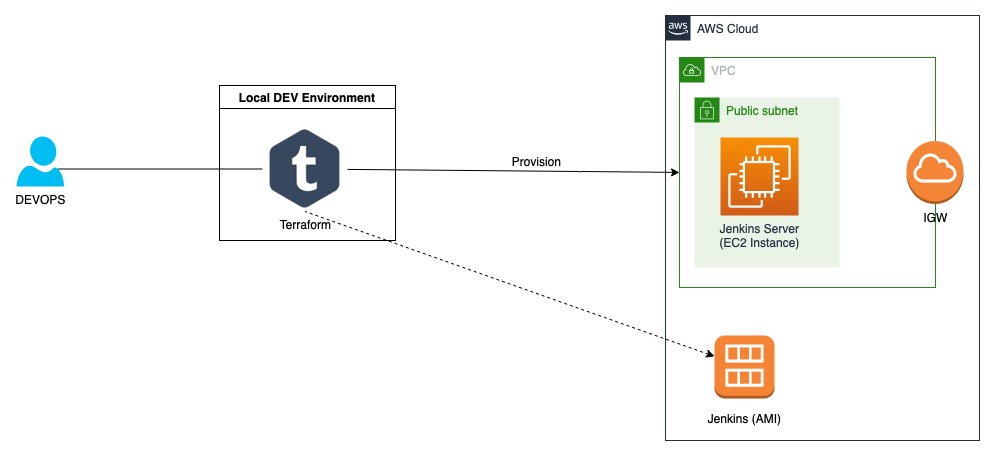 aws
AWS Cloud
VPC
Public subnet
Local DEV Environment
t
Provision
DEVOPS
Terraform
Jenkins Server
(EC2 Instance)
IGW
Jenkins (AMI)